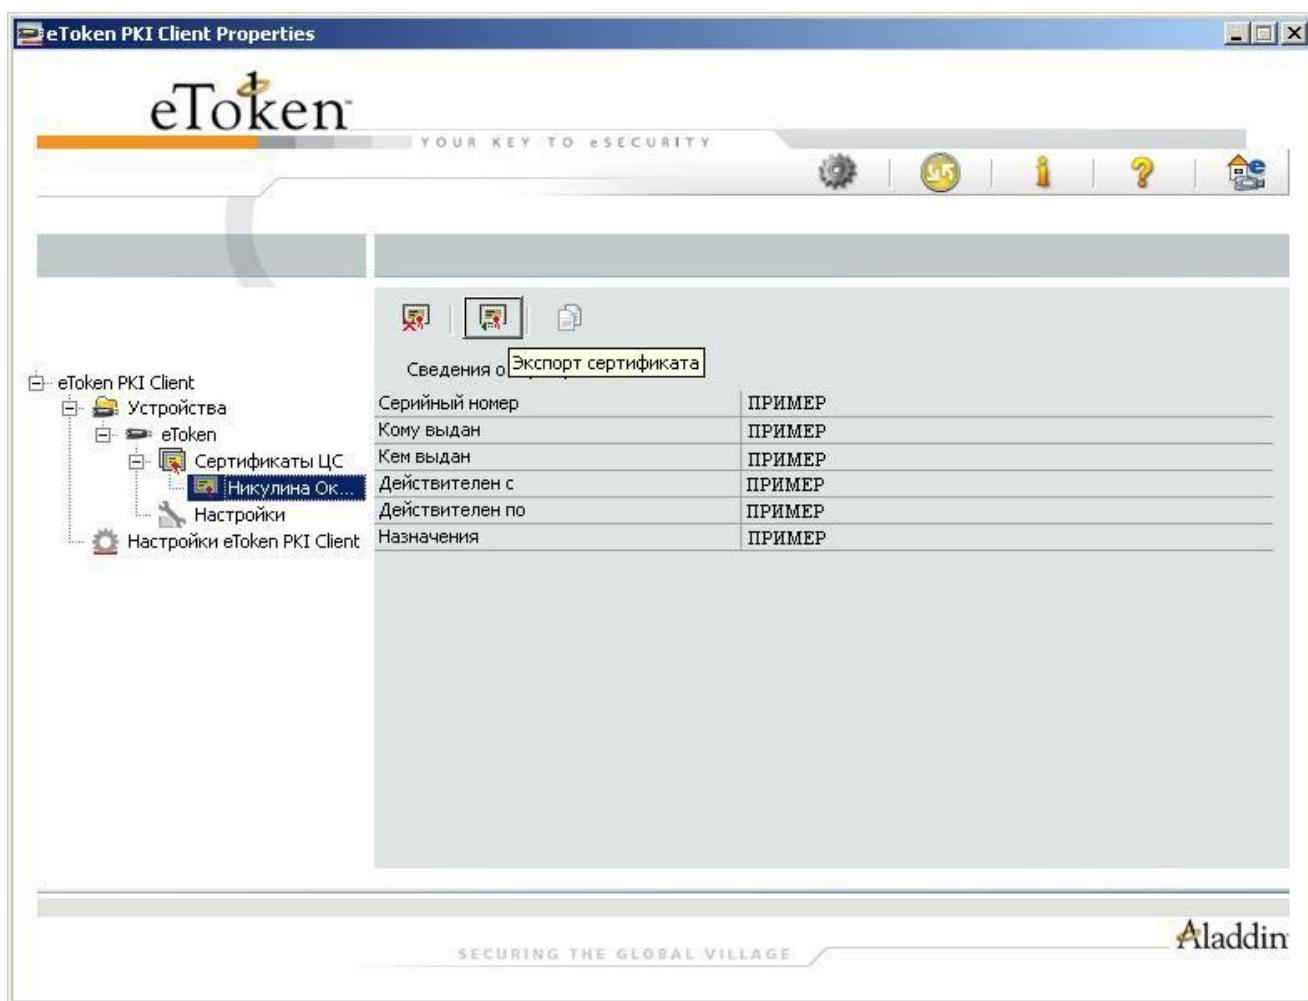 eToken PKI Client Properties
eToken
YOUR KEY TO eSECURITY
Экспорт сертификата
Сведения о
eToken PKI Client
Устройства
eToken
Сертификаты ЦС
Никулина Ок...
Настройки
Настройки eToken PKI Client
Серийный номер ПРИМЕР
Кому выдан ПРИМЕР
Кем выдан ПРИМЕР
Действителен с ПРИМЕР
Действителен по ПРИМЕР
Назначения ПРИМЕР
Aladdin
SECURING THE GLOBAL VILLAGE